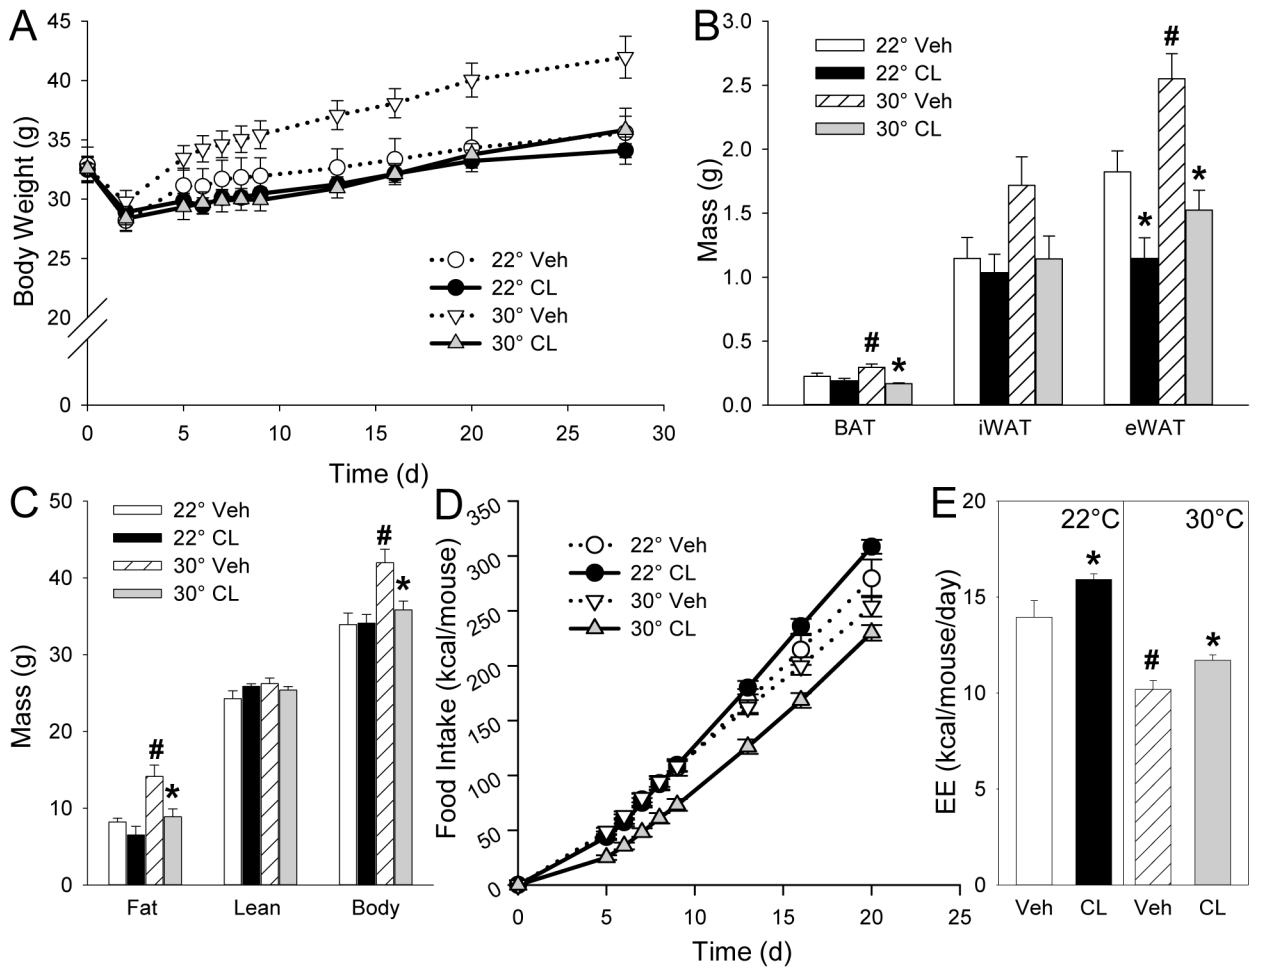 A
45
40
35
30
25
20
0
Body Weight (g)
22° Veh
22° CL
30° Veh
30° CL
0 5 10 15 20 25 30
Time (d)
B
3.0
2.5
2.0
1.5
1.0
0.5
0.0
Mass (g)
22° Veh
22° CL
30° Veh
30° CL
# * * # *
BAT iWAT eWAT
C
50
40
30
20
10
0
Mass (g)
22° Veh
22° CL
30° Veh
30° CL
# * # *
Fat Lean Body
D
350
300
250
200
150
100
50
0
Food Intake (kcal/mouse)
22° Veh
22° CL
30° Veh
30° CL
0 5 10 15 20 25
Time (d)
E
20
15
10
5
0
EE (kcal/mouse/day)
22°C 30°C
* # *
Veh CL Veh CL